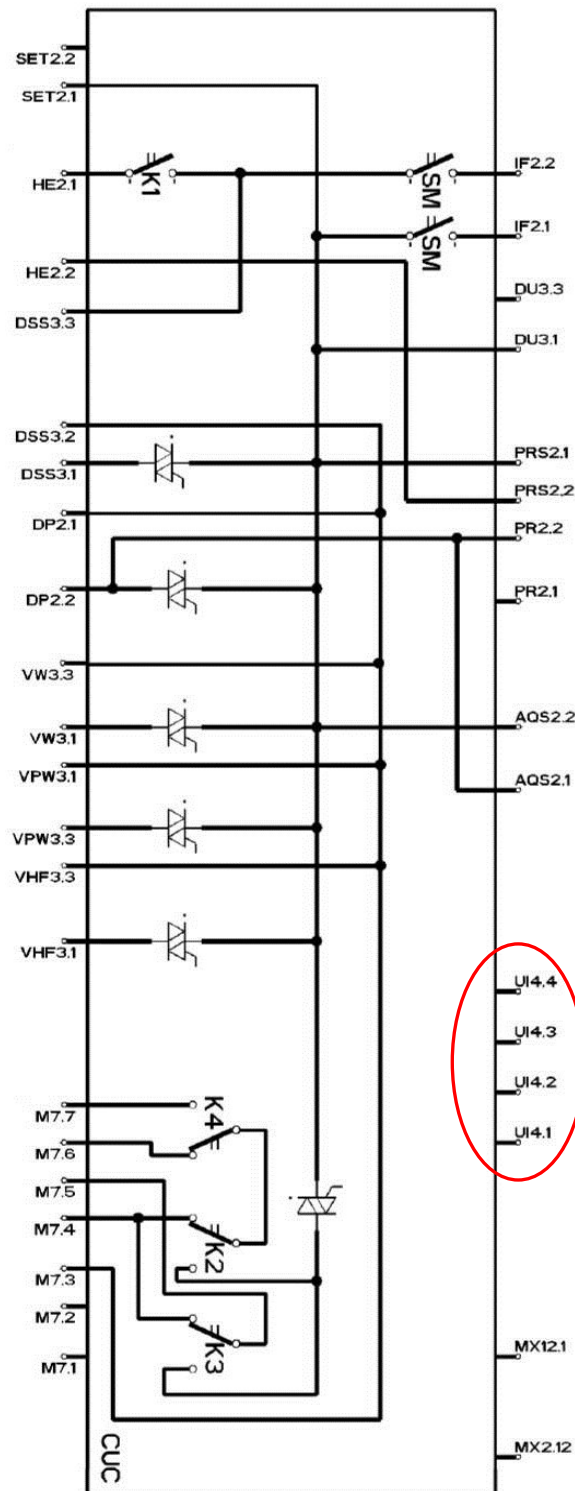 SET2.2
SET2.1
HE2.1
K1
SM
IF2.2
SM
IF2.1
HE2.2
DU3.3
DSS3.3
DU3.1
DSS3.2
DSS3.1
PRS2.1
PRS2.2
DP2.1
PR2.2
DP2.2
PR2.1
VW3.3
VW3.1
AQS2.2
VPW3.1
AQS2.1
VPW3.3
VHF3.3
VHF3.1
UI4.4
UI4.3
UI4.2
UI4.1
M7.7
K4
M7.6
M7.5
M7.4
K2
M7.3
M7.2
K3
M7.1
MX12.1
CUC
MX2.12